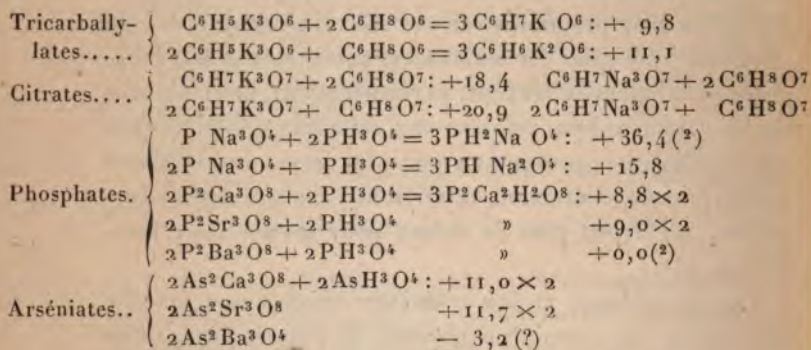 Tricarbally- C⁶H⁵K³O⁶ + 2C⁶H⁸O⁶ = 3C⁶H⁷K O⁶ : + 9,8
lates..... 2C⁶H⁵K³O⁶ + C⁶H⁸O⁶ = 3C⁶H⁶K²O⁶ : + 11,1
Citrates.... C⁶H⁷K³O⁷ + 2C⁶H⁸O⁷ : +18,4 C⁶H⁷Na³O⁷ + 2C⁶H⁸O⁷
2C⁶H⁷K³O⁷ + C⁶H⁸O⁷ : +20,9 2C⁶H⁷Na³O⁷ + C⁶H⁸O⁷
P Na³O⁴ + 2PH³O⁴ = 3PH²Na O⁴ : +36,4(²)
2P Na³O⁴ + PH³O⁴ = 3PH Na²O⁴ : +15,8
Phosphates. 2P²Ca³O⁸ + 2PH³O⁴ = 3P²Ca²H²O⁸ : +8,8 × 2
2P²Sr³O⁸ + 2PH³O⁴ » +9,0 × 2
2P²Ba³O⁸ + 2PH³O⁴ » +0,0(²)
2As²Ca³O⁸ + 2AsH³O⁴ : +11,0 × 2
Arséniates.. 2As²Sr³O⁸ +11,7 × 2
2As²Ba³O⁴ — 3,2 (?)